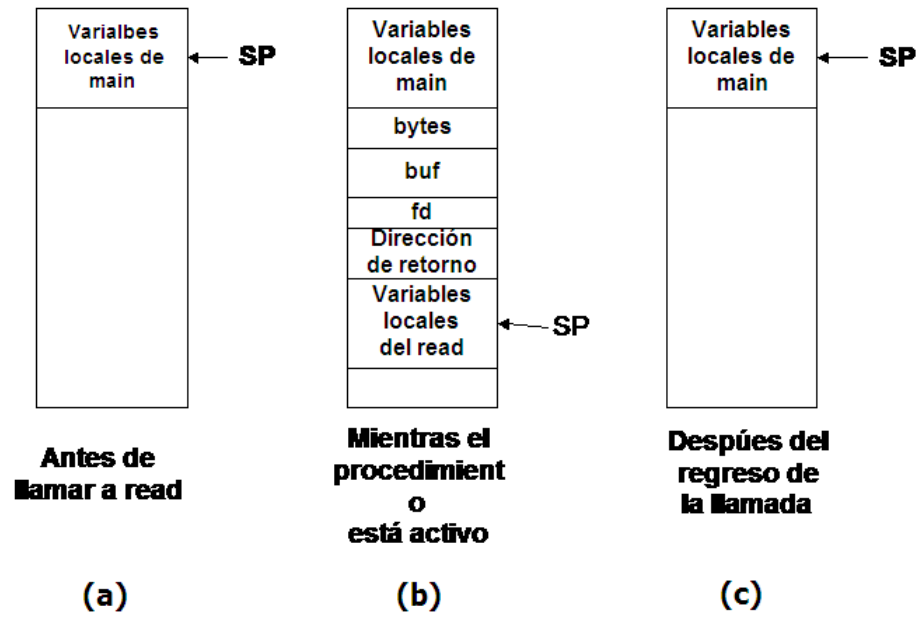 Varialbes
locales de
main
SP
Antes de
llamar a read
(a)
Variables
locales de
main
bytes
buf
fd
Dirección
de retorno
Variables
locales
del read
SP
Mientras el
procedimient
o
está activo
(b)
Variables
locales de
main
SP
Despúes del
regreso de
la llamada
(c)